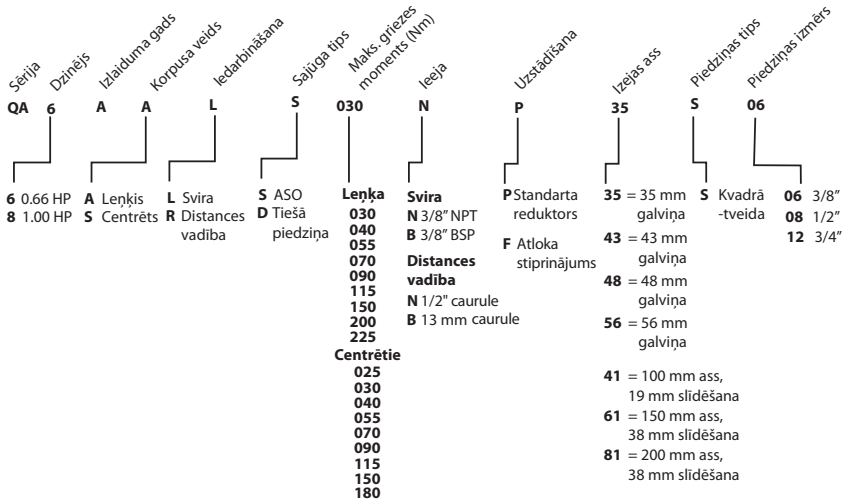 Sērija
Dzinējs
Izlaiduma gads
Korpusa veids
Iedarbināšana
Sajūga tips
Maks. griezes
moments (Nm)
Ieeja
Uzstādīšana
Izejas ass
Piedziņas tips
Piedziņas izmērs
QA 6 A A L S 030 N P 35 S 06
6 0.66 HP
8 1.00 HP
A Leņķis
S Centrēts
L Svira
R Distances
vadība
S ASO
D Tiešā
piedziņa
Leņķa
030
040
055
070
090
115
150
200
225
Centrētie
025
030
040
055
070
090
115
150
180
Svira
N 3/8" NPT
B 3/8" BSP
Distances
vadība
N 1/2" caurule
B 13 mm caurule
P Standarta
reduktors
F Atloka
stiprinājums
35 = 35 mm
galviņa
43 = 43 mm
galviņa
48 = 48 mm
galviņa
56 = 56 mm
galviņa
41 = 100 mm ass,
19 mm slīdēšana
61 = 150 mm ass,
38 mm slīdēšana
81 = 200 mm ass,
38 mm slīdēšana
S Kvadrā
-tveida
06 3/8"
08 1/2"
12 3/4"